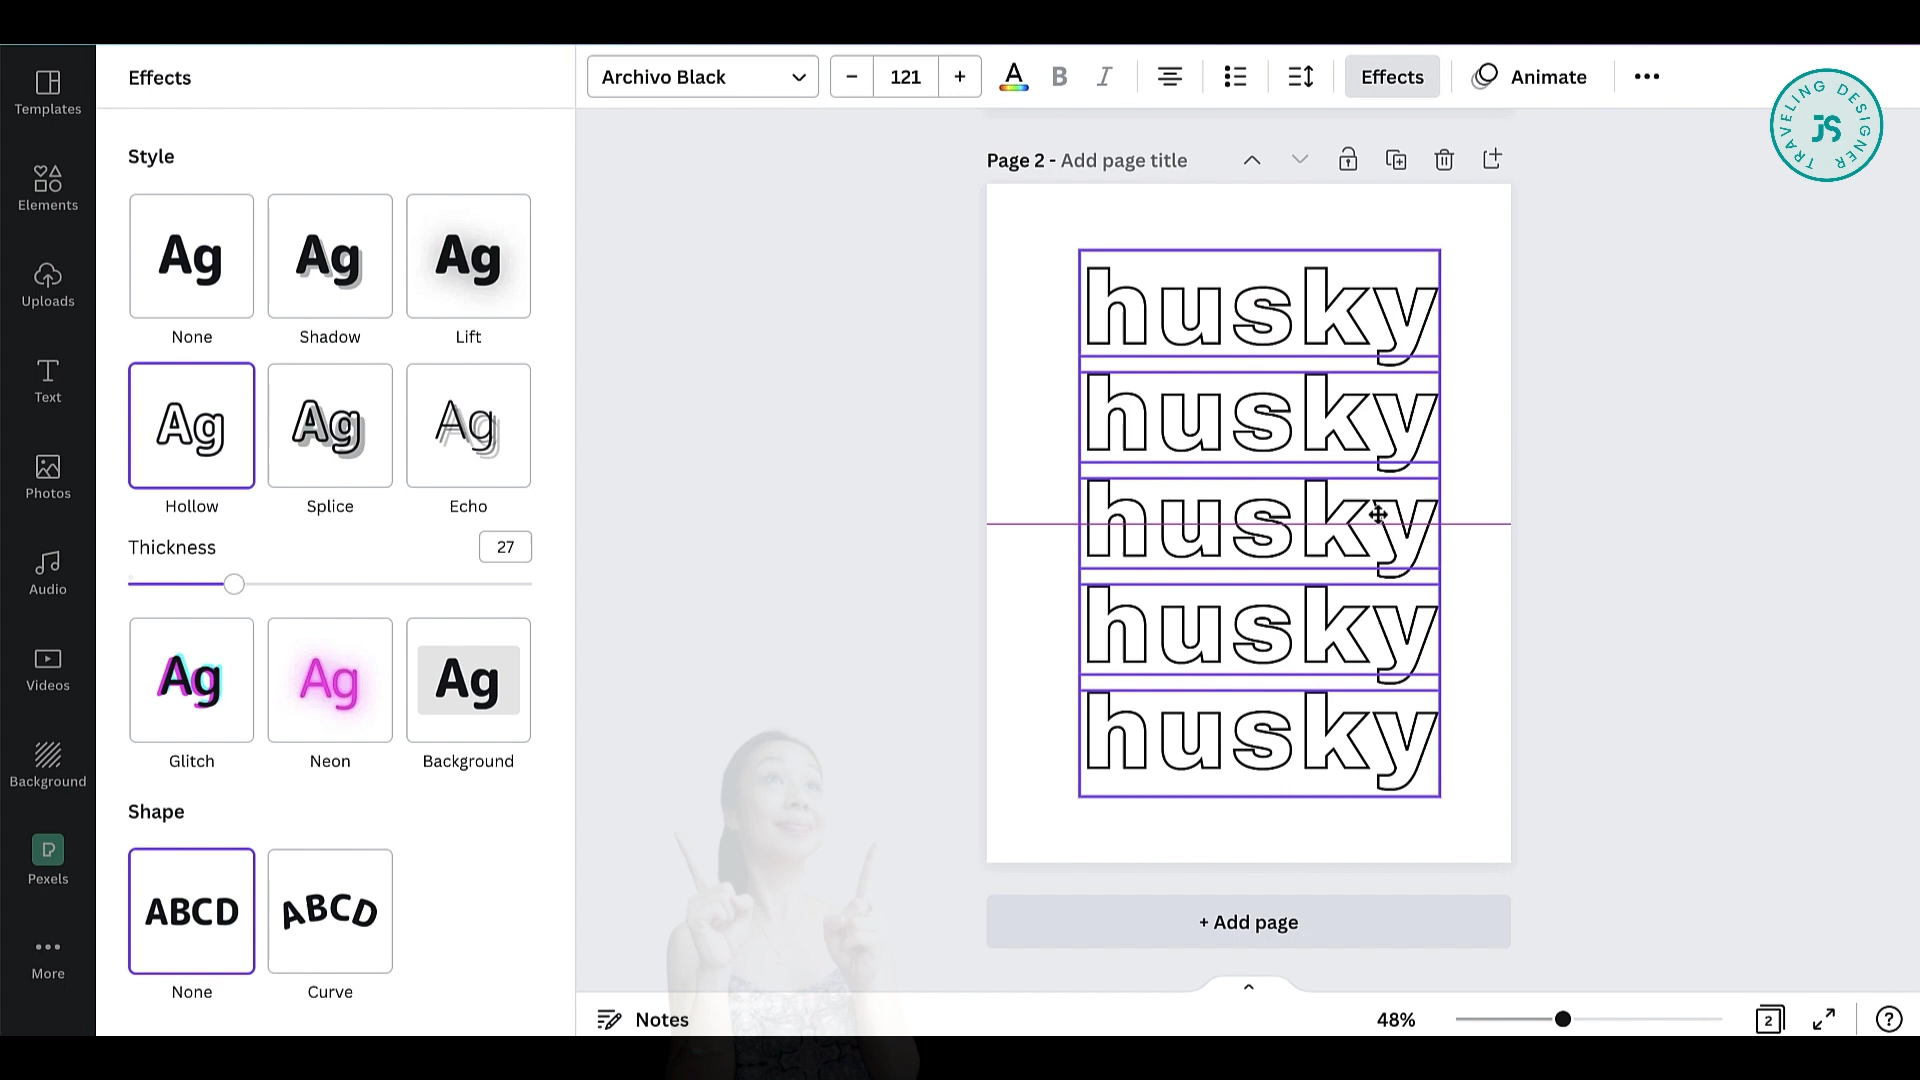 Effects
Archivo Black
− 121 +
A B I
Effects
Animate
TRAVELING DESIGNER
JS
Templates
Elements
Uploads
Text
Photos
Audio
Videos
Background
Pexels
More
Style
Ag Ag Ag
None Shadow Lift
Ag Ag Ag
Hollow Splice Echo
Thickness 27
Ag Ag Ag
Glitch Neon Background
Shape
ABCD ABCD
None Curve
Page 2 - Add page title
husky
husky
husky
husky
husky
+ Add page
Notes
48%
2
?